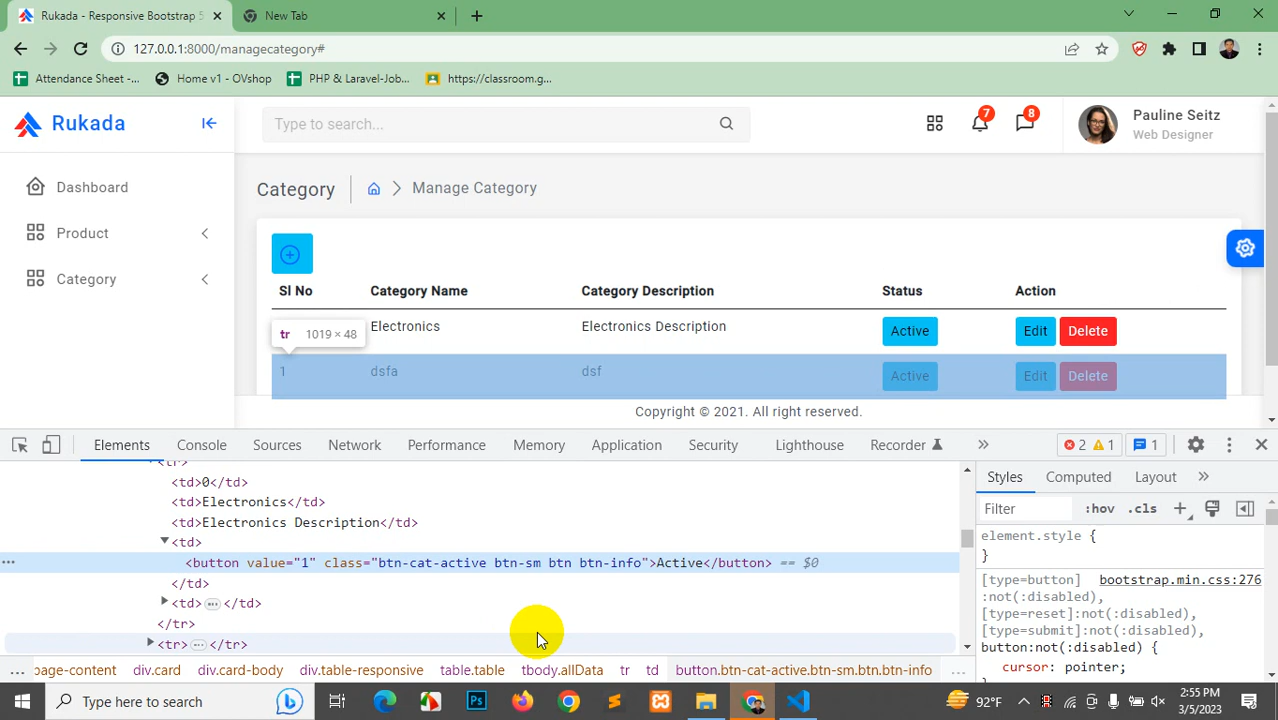 Rukada - Responsive Bootstrap 5
New Tab
127.0.0.1:8000/managecategory#
Attendance Sheet -...
Home v1 - OVshop
PHP & Laravel-Job...
https://classroom.g...
Rukada
Type to search...
7
8
Pauline Seitz
Web Designer
Dashboard
Product
Category
Category
Manage Category
Sl No Category Name Category Description Status Action
Electronics Electronics Description Active Edit Delete
tr 1019 × 48
1 dsfa dsf Active Edit Delete
Copyright © 2021. All right reserved.
Elements Console Sources Network Performance Memory Application Security Lighthouse Recorder 2 1 1
<tr>
<td>0</td>
<td>Electronics</td>
<td>Electronics Description</td>
<td>
<button value="1" class="btn-cat-active btn-sm btn btn-info">Active</button> == $0
</td>
<td>…</td>
</tr>
<tr>…</tr>
page-content div.card div.card-body div.table-responsive table.table tbody.allData tr td button.btn-cat-active.btn-sm.btn.btn-info
Styles Computed Layout
Filter :hov .cls
element.style {
}
[type=button] bootstrap.min.css:276
:not(:disabled),
[type=reset]:not(:disabled),
[type=submit]:not(:disabled),
button:not(:disabled) {
cursor: pointer;
Type here to search
92°F
2:55 PM
3/5/2023